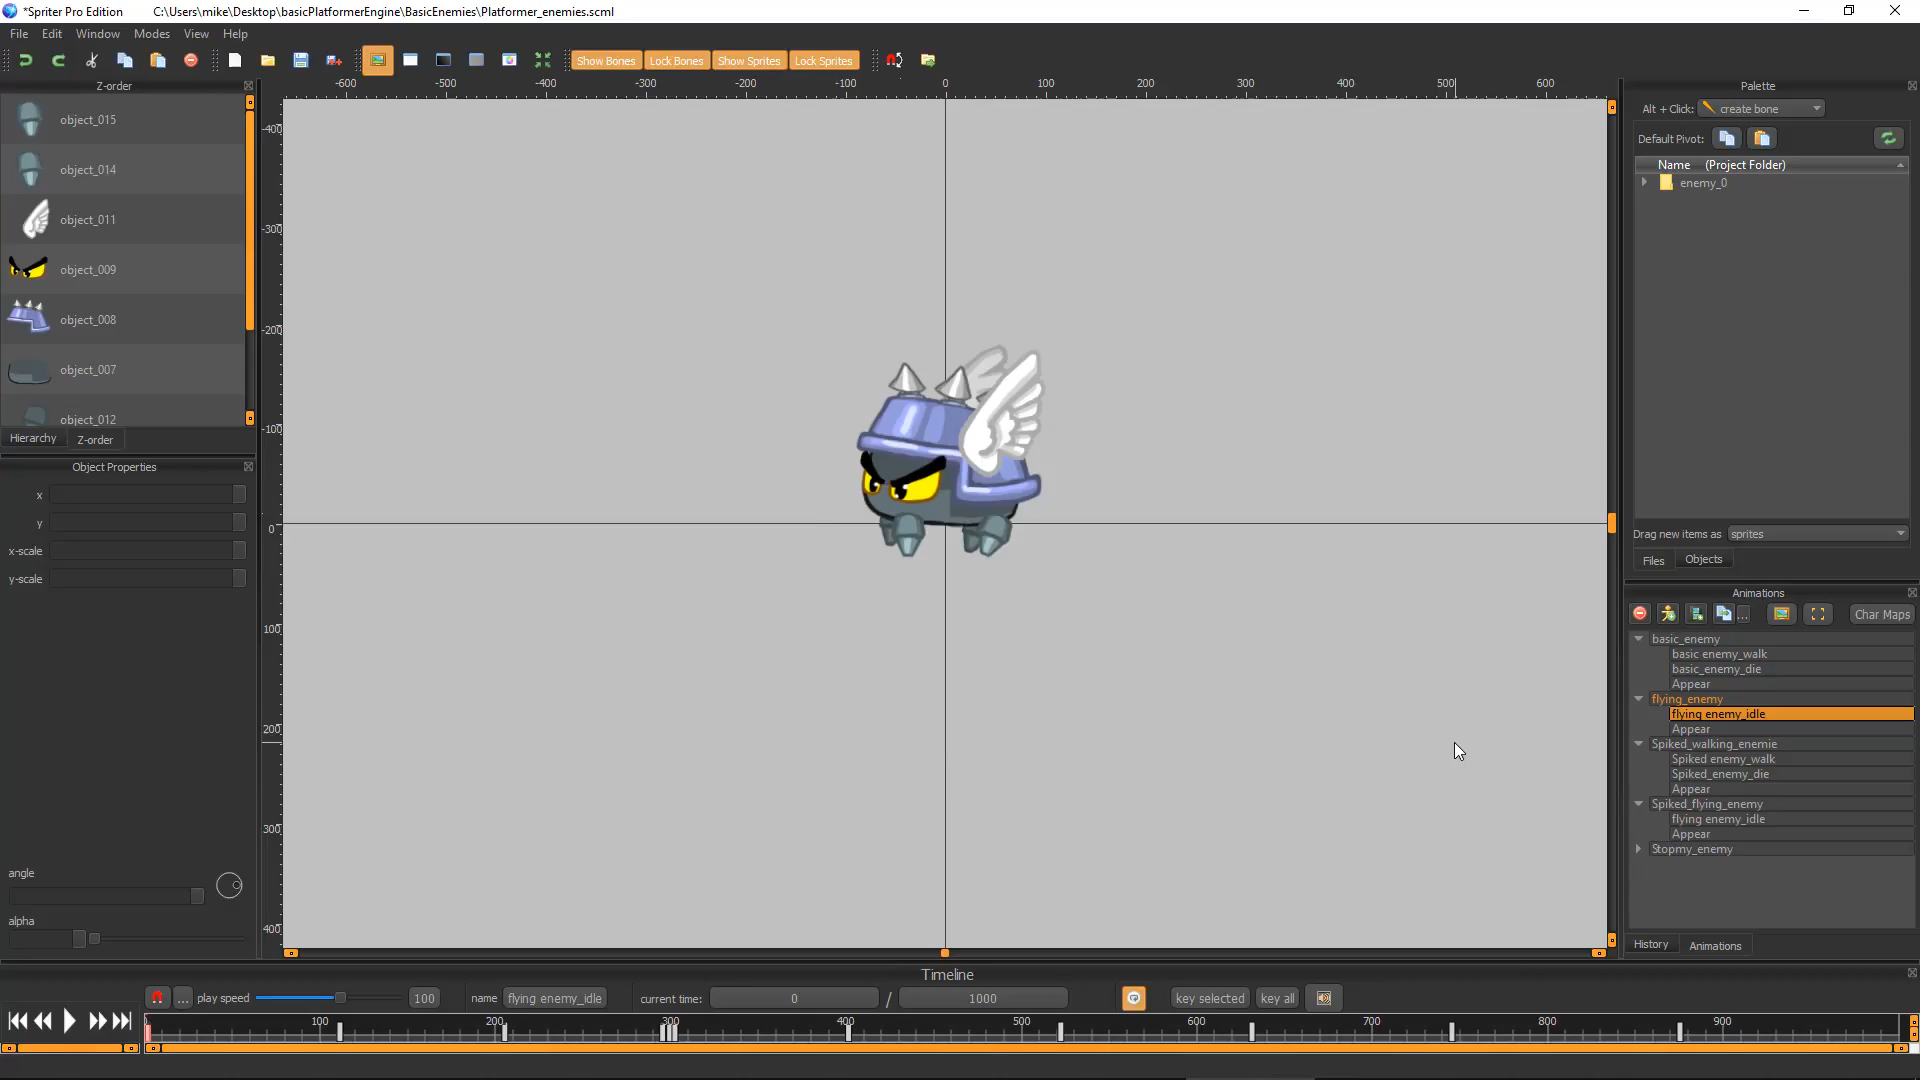 *Spriter Pro Edition C:\Users\mike\Desktop\basicPlatformerEngine\BasicEnemies\Platformer_enemies.scml
File Edit Window Modes View Help
Show Bones Lock Bones Show Sprites Lock Sprites
Z-order
object_015
object_014
object_011
object_009
object_008
object_007
object_012
Hierarchy Z-order
Object Properties
x
y
x-scale
y-scale
angle
alpha
-600 -500 -400 -300 -200 -100 0 100 200 300 400 500 600
-400
-300
-200
-100
0
100
200
300
400
Palette
Alt + Click: create bone
Default Pivot:
Name (Project Folder)
enemy_0
Drag new items as sprites
Files Objects
Animations
... Char Maps
basic_enemy
basic enemy_walk
basic_enemy_die
Appear
flying_enemy
flying enemy_idle
Appear
Spiked_walking_enemie
Spiked enemy_walk
Spiked_enemy_die
Appear
Spiked_flying_enemy
flying enemy_idle
Appear
Stopmy_enemy
History Animations
Timeline
... play speed 100 name flying enemy_idle current time: 0 / 1000 key selected key all
100 200 300 400 500 600 700 800 900